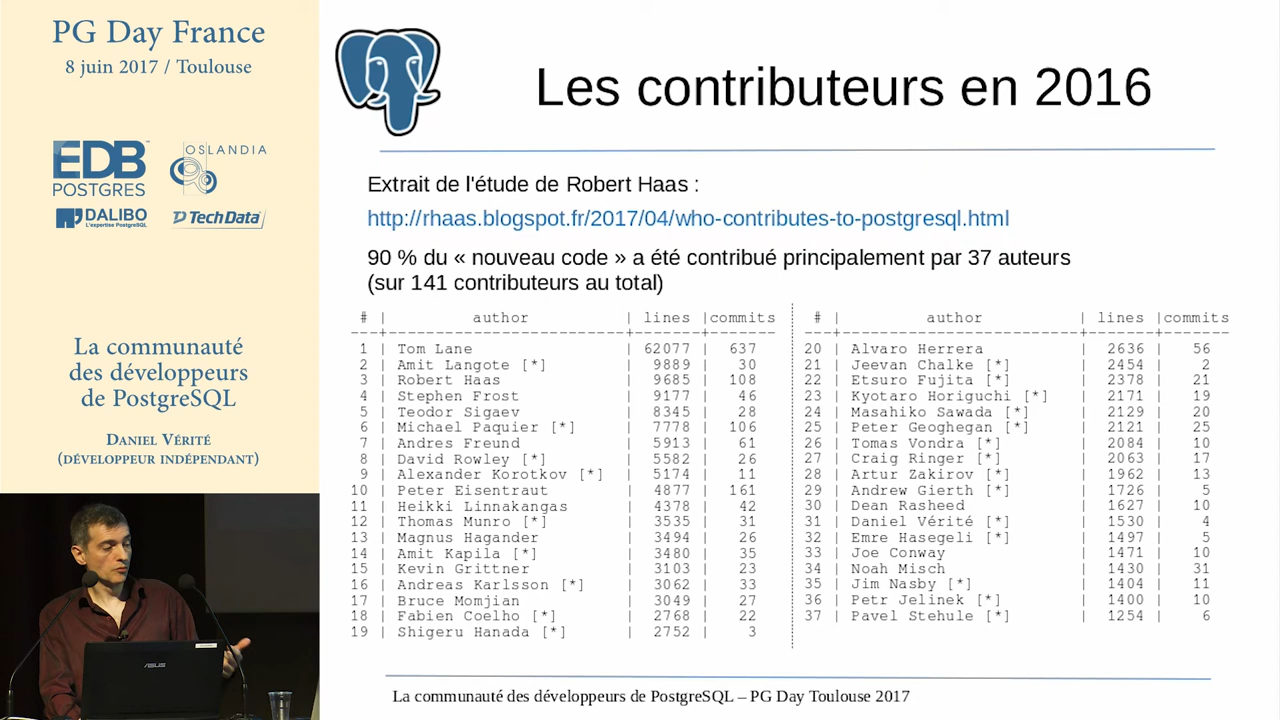 PG Day France
8 juin 2017 / Toulouse
EDB
POSTGRES
OSLANDIA
DALIBO
L'expertise PostgreSQL
TechData
La communauté
des développeurs
de PostgreSQL
Daniel Vérité
(développeur indépendant)
Les contributeurs en 2016
Extrait de l'étude de Robert Haas :
http://rhaas.blogspot.fr/2017/04/who-contributes-to-postgresql.html
90 % du « nouveau code » a été contribué principalement par 37 auteurs
(sur 141 contributeurs au total)
# | author | lines |commits
---+---------------------------+-------+-------
1 | Tom Lane | 62077 | 637
2 | Amit Langote [*] | 9889 | 30
3 | Robert Haas | 9685 | 108
4 | Stephen Frost | 9177 | 46
5 | Teodor Sigaev | 8345 | 28
6 | Michael Paquier [*] | 7778 | 106
7 | Andres Freund | 5913 | 61
8 | David Rowley [*] | 5582 | 26
9 | Alexander Korotkov [*] | 5174 | 11
10 | Peter Eisentraut | 4877 | 161
11 | Heikki Linnakangas | 4378 | 42
12 | Thomas Munro [*] | 3535 | 31
13 | Magnus Hagander | 3494 | 26
14 | Amit Kapila [*] | 3480 | 35
15 | Kevin Grittner | 3103 | 23
16 | Andreas Karlsson [*] | 3062 | 33
17 | Bruce Momjian | 3049 | 27
18 | Fabien Coelho [*] | 2768 | 22
19 | Shigeru Hanada [*] | 2752 | 3
# | author | lines |commits
---+---------------------------+-------+-------
20 | Alvaro Herrera | 2636 | 56
21 | Jeevan Chalke [*] | 2454 | 2
22 | Etsuro Fujita [*] | 2378 | 21
23 | Kyotaro Horiguchi [*] | 2171 | 19
24 | Masahiko Sawada [*] | 2129 | 20
25 | Peter Geoghegan [*] | 2121 | 25
26 | Tomas Vondra [*] | 2084 | 10
27 | Craig Ringer [*] | 2063 | 17
28 | Artur Zakirov [*] | 1962 | 13
29 | Andrew Gierth [*] | 1726 | 5
30 | Dean Rasheed | 1627 | 10
31 | Daniel Vérité [*] | 1530 | 4
32 | Emre Hasegeli [*] | 1497 | 5
33 | Joe Conway | 1471 | 10
34 | Noah Misch | 1430 | 31
35 | Jim Nasby [*] | 1404 | 11
36 | Petr Jelinek [*] | 1400 | 10
37 | Pavel Stehule [*] | 1254 | 6
La communauté des développeurs de PostgreSQL – PG Day Toulouse 2017
ASUS